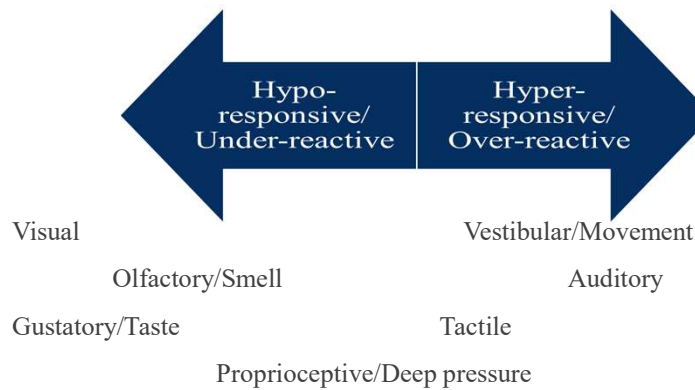 Hypo-
responsive/
Under-reactive
Hyper-
responsive/
Over-reactive
Visual
Vestibular/Movement
Olfactory/Smell
Auditory
Gustatory/Taste
Tactile
Proprioceptive/Deep pressure